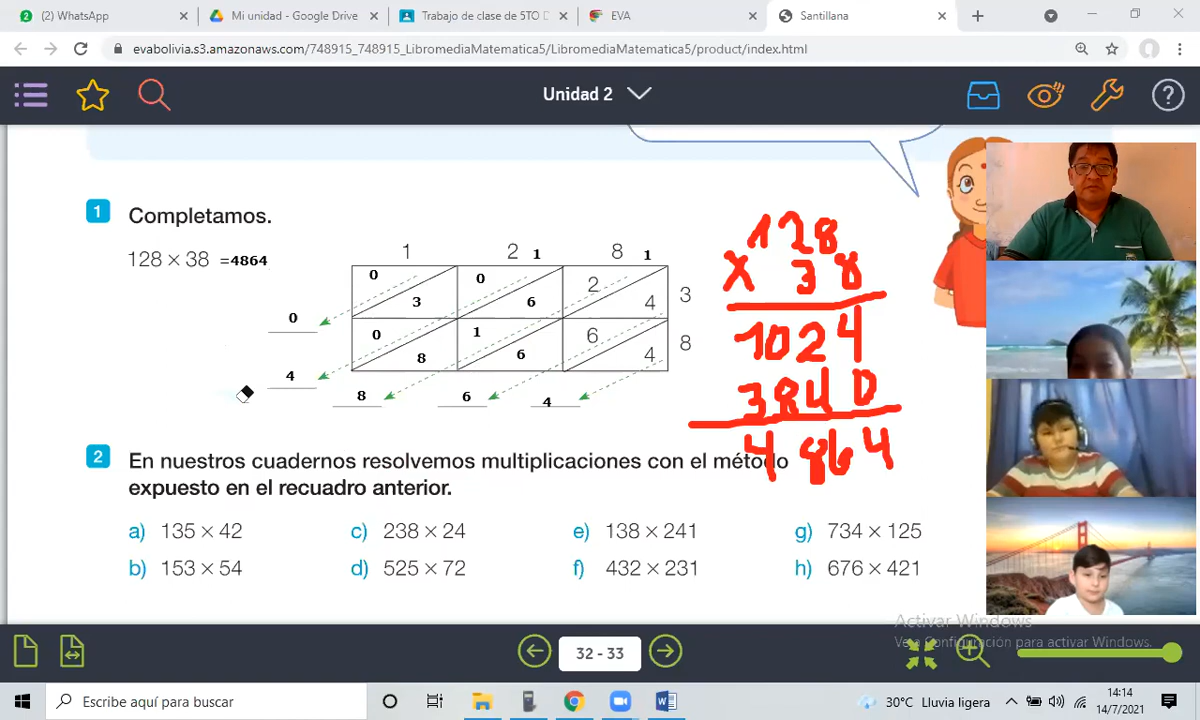 (2) WhatsApp
Mi unidad - Google Drive
Trabajo de clase de 5TO D
EVA
Santillana
evabolivia.s3.amazonaws.com/748915_748915_LibromediaMatematica5/LibromediaMatematica5/product/index.html
Unidad 2
1 Completamos.
128 × 38 =4864
1 2 1 8 1
0 0 2
3 6 4 3
0
0 1 6
8 6 4 8
4
8 6 4
128
X 38
1024
3840
4864
2 En nuestros cuadernos resolvemos multiplicaciones con el método
expuesto en el recuadro anterior.
a) 135 × 42 c) 238 × 24 e) 138 × 241 g) 734 × 125
b) 153 × 54 d) 525 × 72 f) 432 × 231 h) 676 × 421
Activar Windows
Ve a Configuración para activar Windows.
32 - 33
Escribe aquí para buscar
30°C Lluvia ligera
14:14
14/7/2021